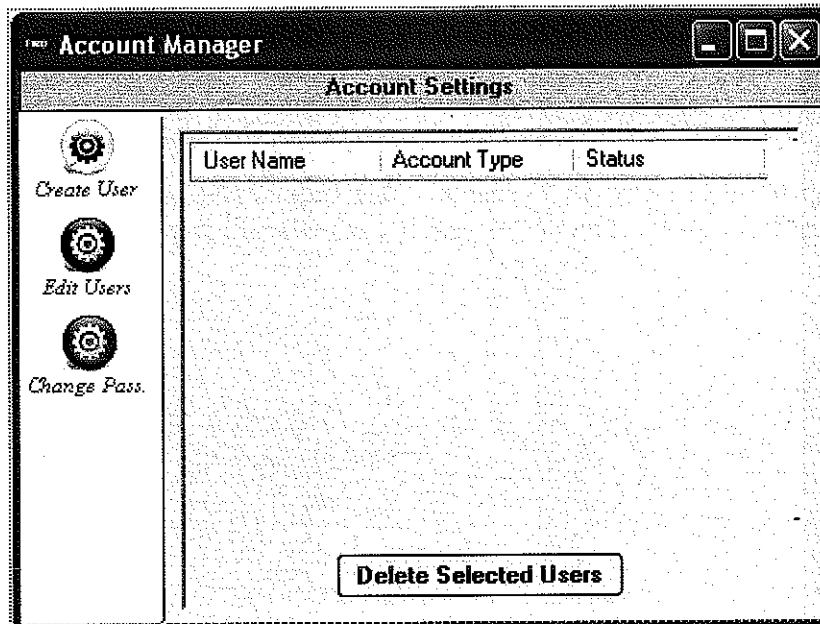 Account Manager
Account Settings
Create User
Edit Users
Change Pass.
User Name Account Type Status
Delete Selected Users